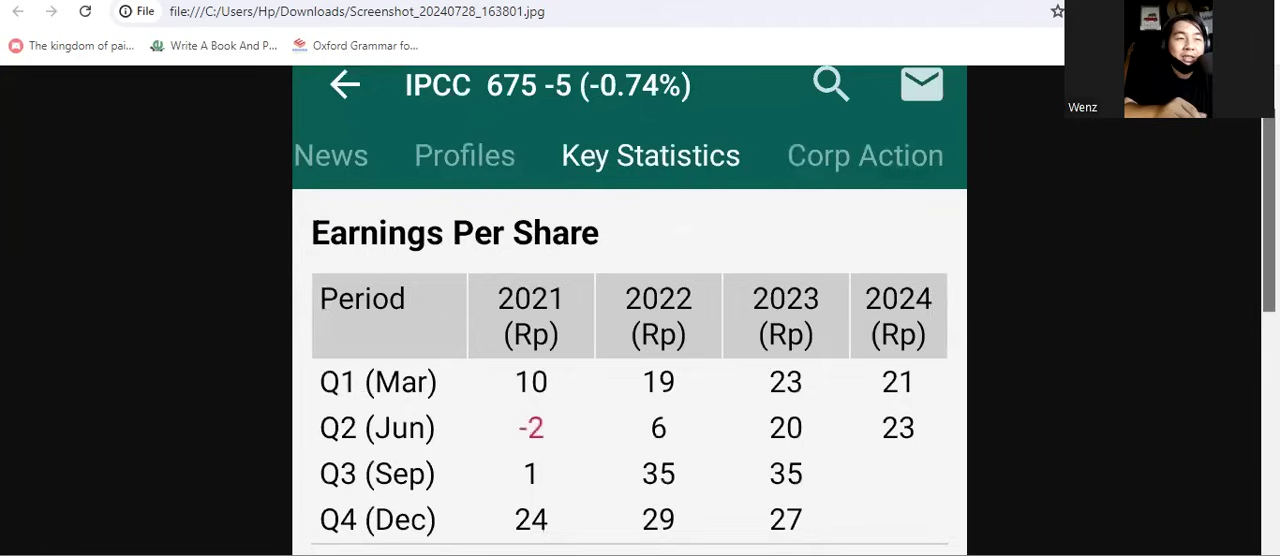 File file:///C:/Users/Hp/Downloads/Screenshot_20240728_163801.jpg
The kingdom of pai... Write A Book And P... Oxford Grammar fo...
Wenz
IPCC 675 -5 (-0.74%)
News Profiles Key Statistics Corp Action
Earnings Per Share
Period 2021 (Rp) 2022 (Rp) 2023 (Rp) 2024 (Rp)
Q1 (Mar) 10 19 23 21
Q2 (Jun) -2 6 20 23
Q3 (Sep) 1 35 35
Q4 (Dec) 24 29 27